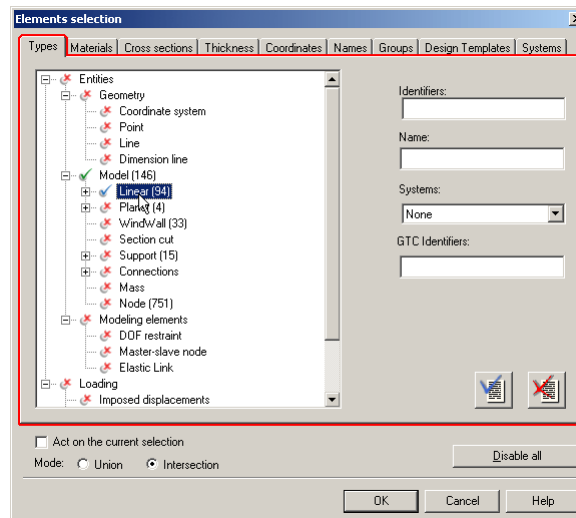 Elements selection
Types Materials Cross sections Thickness Coordinates Names Groups Design Templates Systems
Entities
Geometry
Coordinate system
Point
Line
Dimension line
Model (146)
Linear (94)
Planar (4)
WindWall (33)
Section cut
Support (15)
Connections
Mass
Node (751)
Modeling elements
DOF restraint
Master-slave node
Elastic Link
Loading
Imposed displacements
Identifiers:
Name:
Systems:
None
GTC Identifiers:
Act on the current selection
Mode: Union Intersection
Disable all
OK Cancel Help